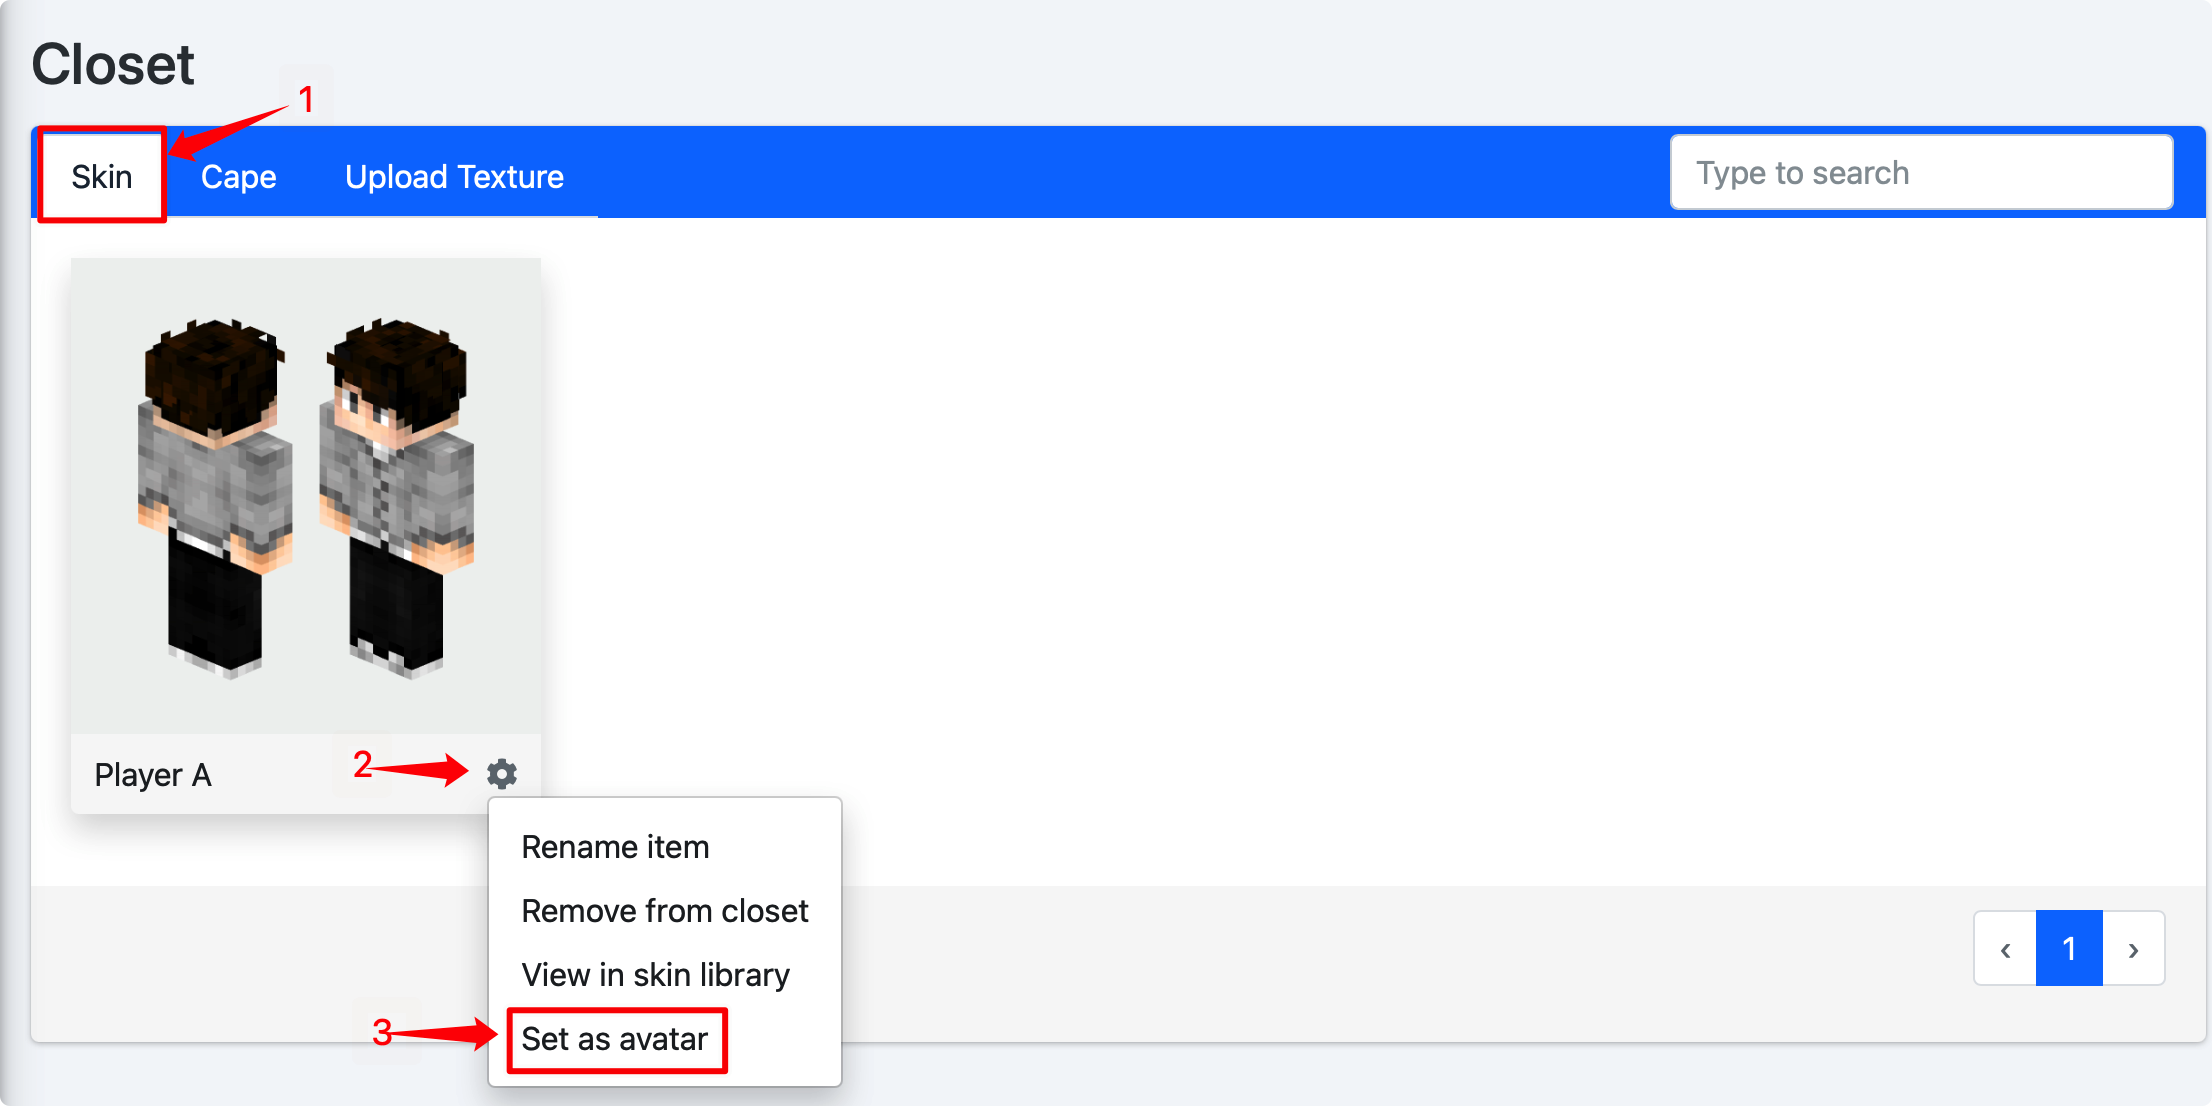 Closet
1
Skin
Cape
Upload Texture
Type to search
Player A
2
Rename item
Remove from closet
View in skin library
3
Set as avatar
‹
1
›